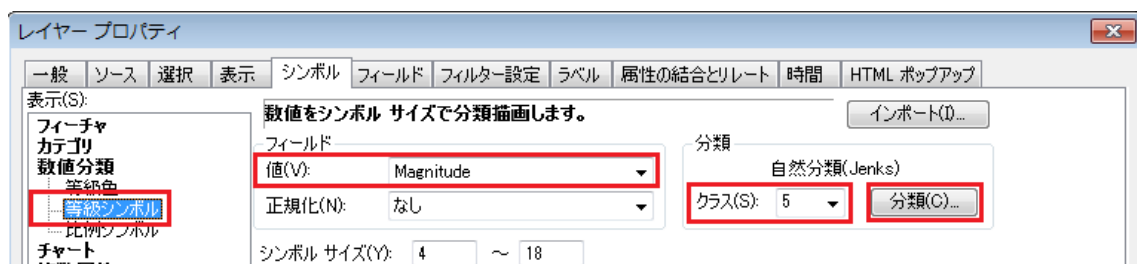 レイヤー プロパティ
一般 ソース 選択 表示 シンボル フィールド フィルター設定 ラベル 属性の結合とリレート 時間 HTML ポップアップ
表示(S):
フィーチャ
カテゴリ
数値分類
等級色
等級シンボル
比例シンボル
チャート
数値をシンボル サイズで分類描画します。
インポート(I)...
フィールド
値(V): Magnitude
正規化(N): なし
分類
自然分類(Jenks)
クラス(S): 5 分類(C)...
シンボル サイズ(Y): 4 ～ 18